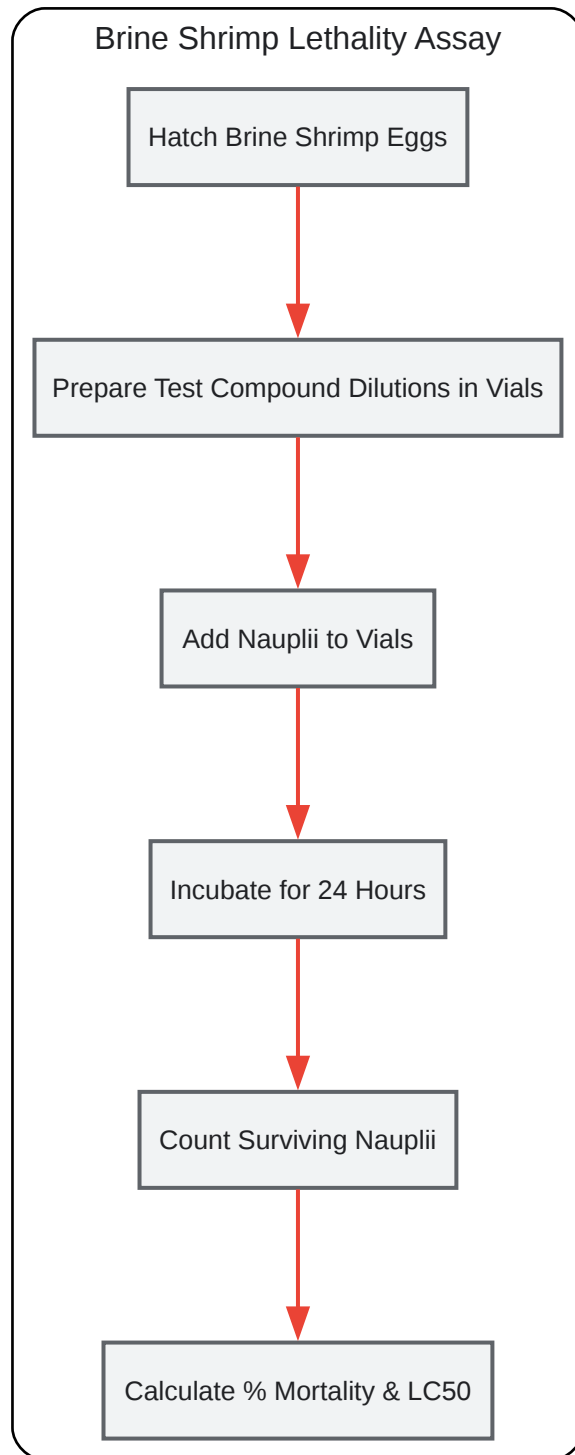 Brine Shrimp Lethality Assay
Hatch Brine Shrimp Eggs
Prepare Test Compound Dilutions in Vials
Add Nauplii to Vials
Incubate for 24 Hours
Count Surviving Nauplii
Calculate % Mortality & LC50